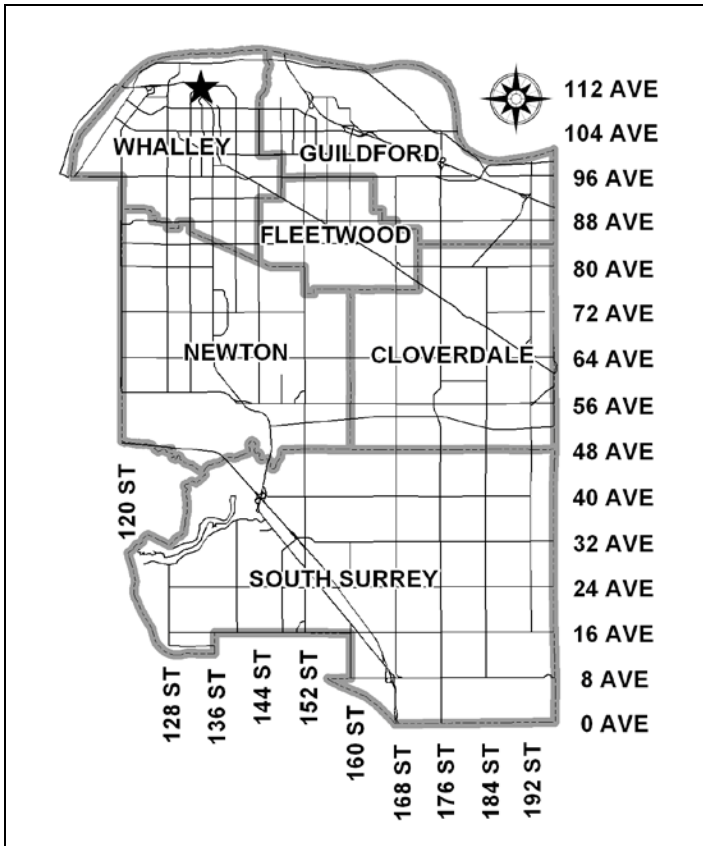 112 AVE
104 AVE
WHALLEY
GUILDFORD
96 AVE
88 AVE
FLEETWOOD
80 AVE
72 AVE
NEWTON
CLOVERDALE
64 AVE
56 AVE
48 AVE
120 ST
40 AVE
32 AVE
SOUTH SURREY
24 AVE
16 AVE
8 AVE
0 AVE
128 ST
136 ST
144 ST
152 ST
160 ST
168 ST
176 ST
184 ST
192 ST